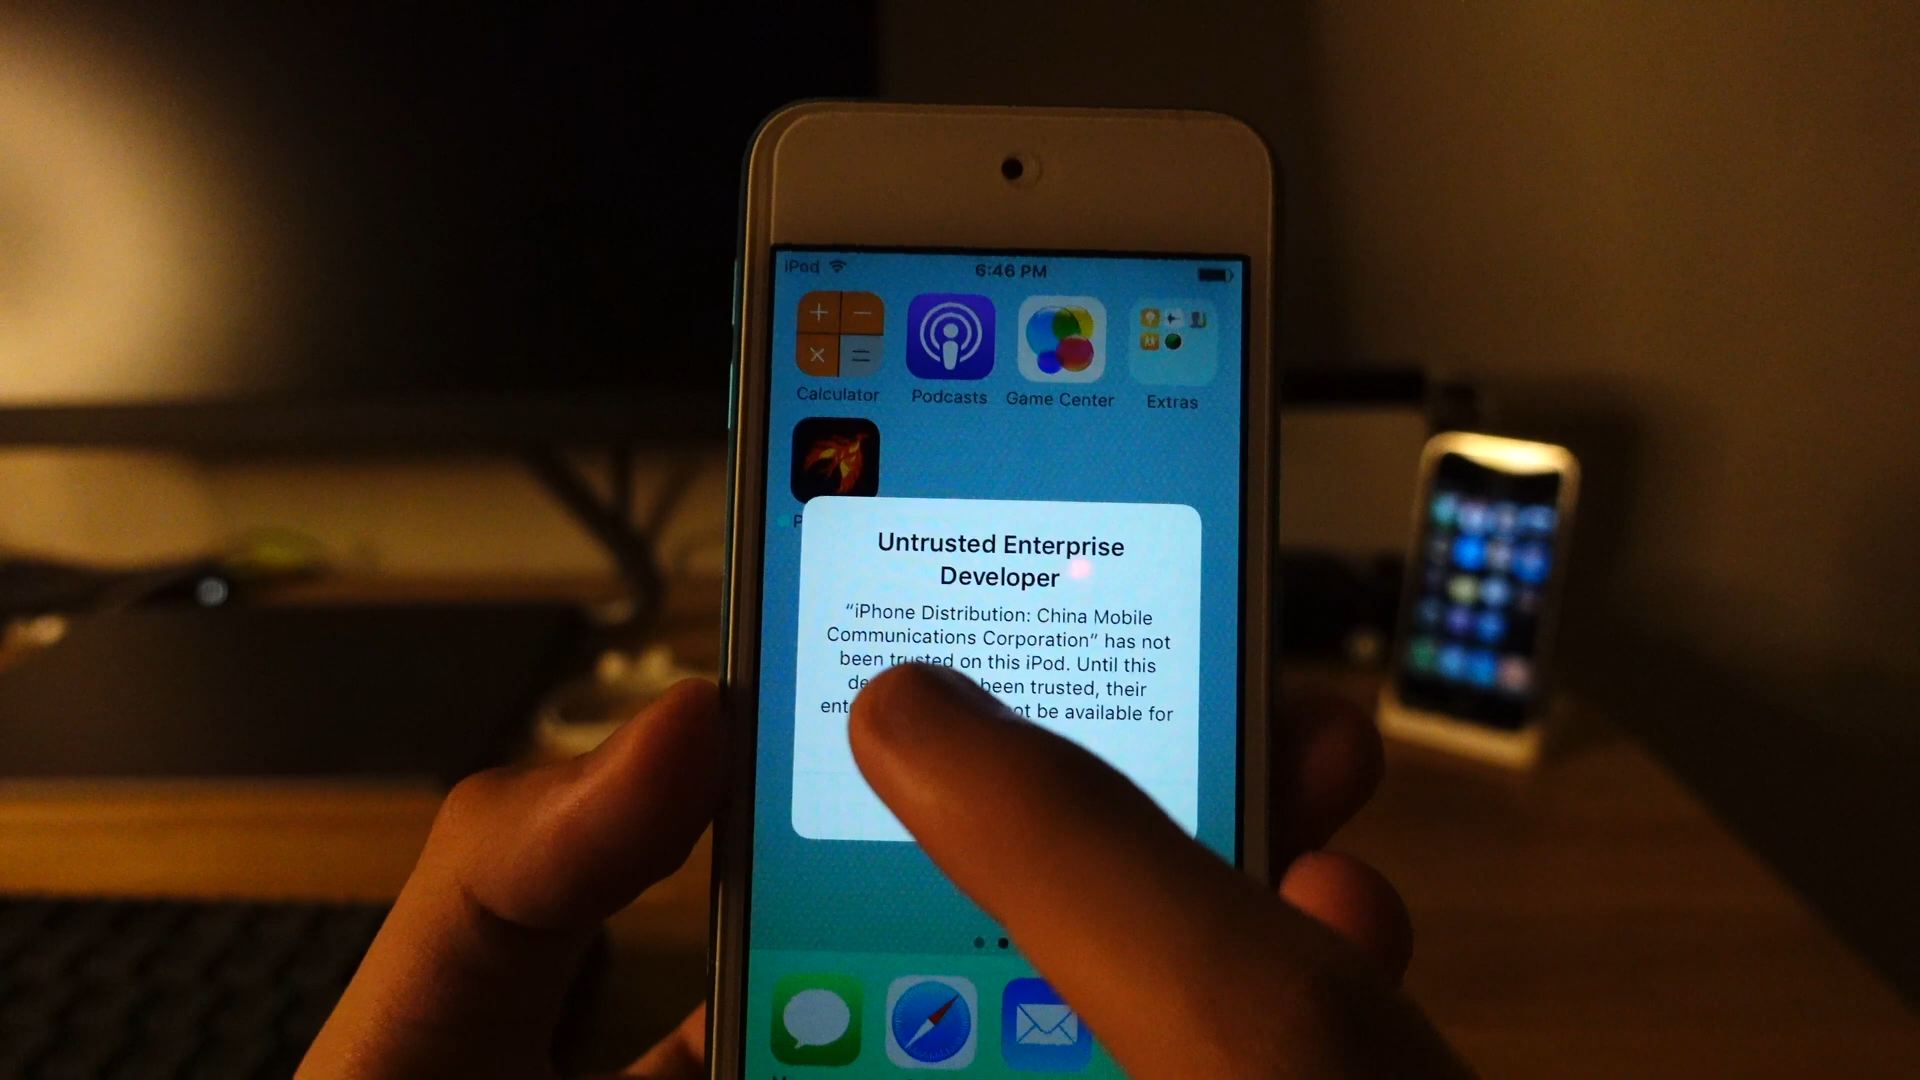 iPod 6:46 PM
Calculator Podcasts Game Center Extras
Untrusted Enterprise
Developer
“iPhone Distribution: China Mobile
Communications Corporation” has not
been trusted on this iPod. Until this
been trusted, their
be available for